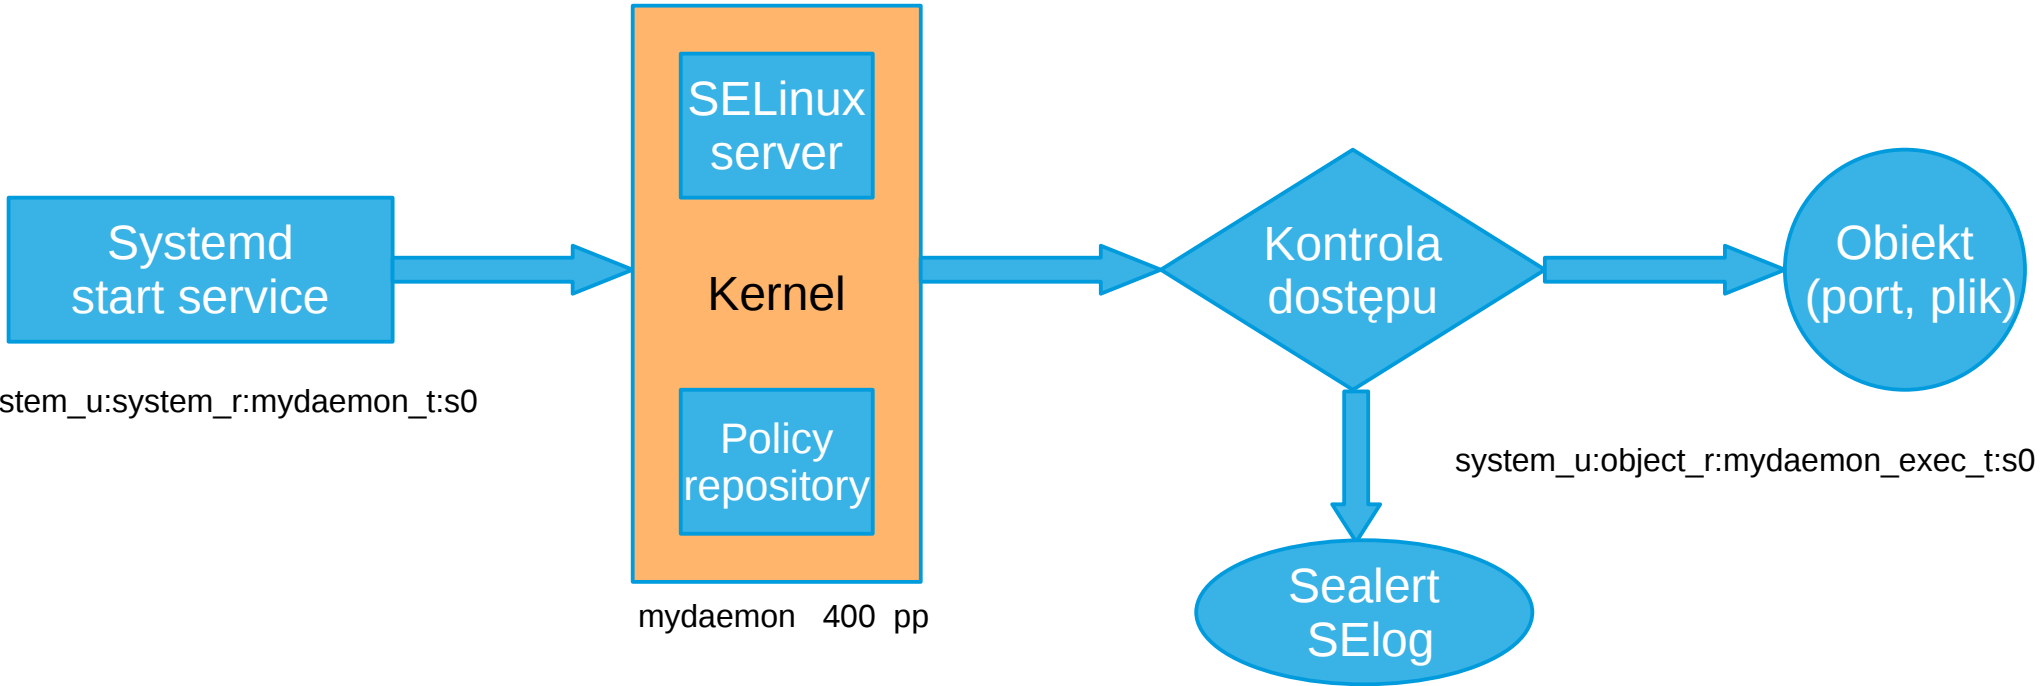 SELinux
server
Systemd
start service
Kernel
Kontrola
dostępu
Obiekt
(port, plik)
stem_u:system_r:mydaemon_t:s0
Policy
repository
system_u:object_r:mydaemon_exec_t:s0
mydaemon 400 pp
Sealert
SElog